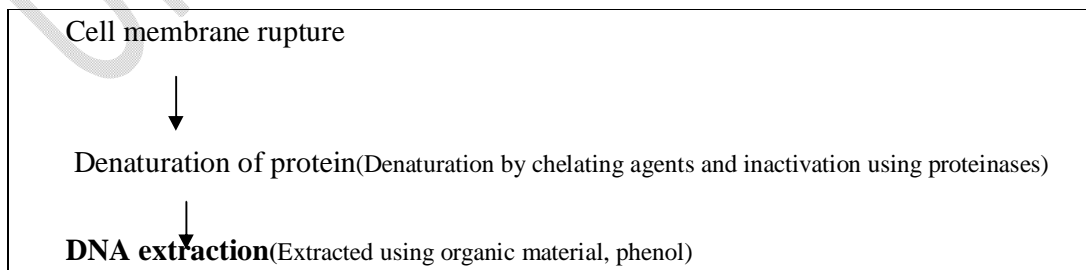 Cell membrane rupture
Denaturation of protein(Denaturation by chelating agents and inactivation using proteinases)
DNA extraction(Extracted using organic material, phenol)